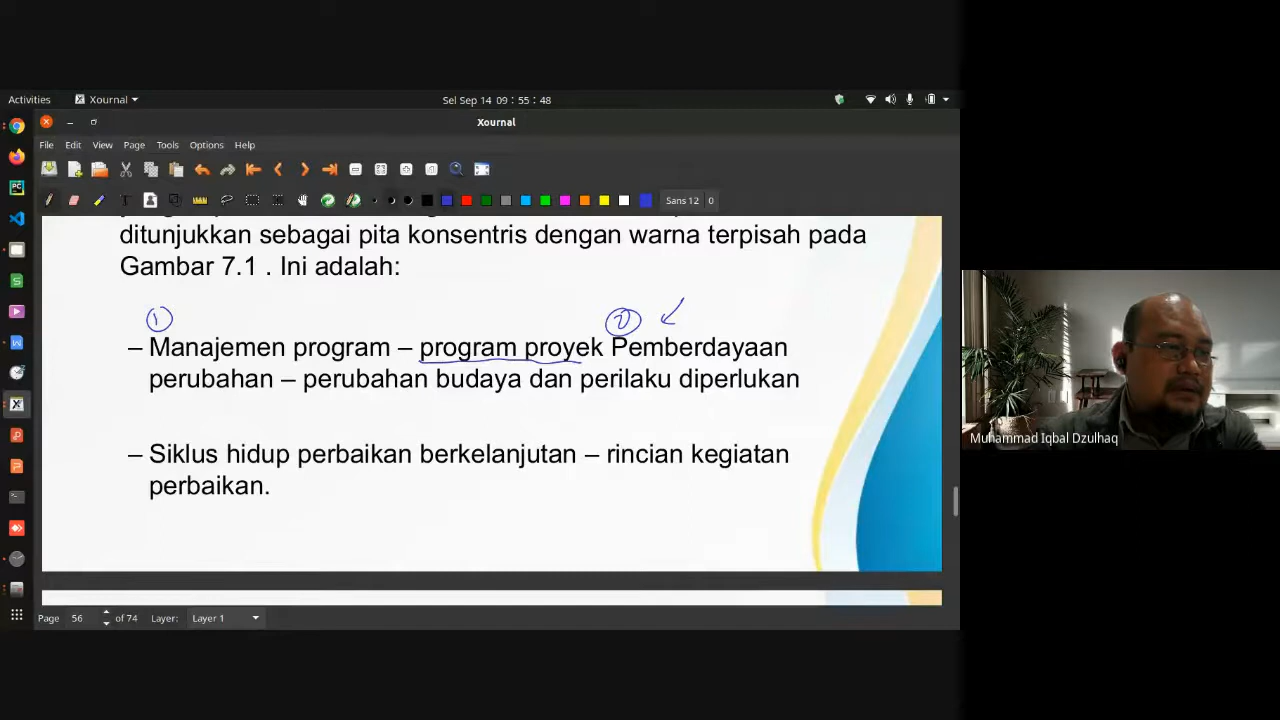 Activities
Xournal
Sel Sep 14 09 : 55 : 48
Xournal
File Edit View Page Tools Options Help
Sans 12 0
ditunjukkan sebagai pita konsentris dengan warna terpisah pada
Gambar 7.1 . Ini adalah:
1 2
– Manajemen program – program proyek Pemberdayaan
perubahan – perubahan budaya dan perilaku diperlukan
– Siklus hidup perbaikan berkelanjutan – rincian kegiatan
perbaikan.
Muhammad Iqbal Dzulhaq
Page 56 of 74 Layer: Layer 1